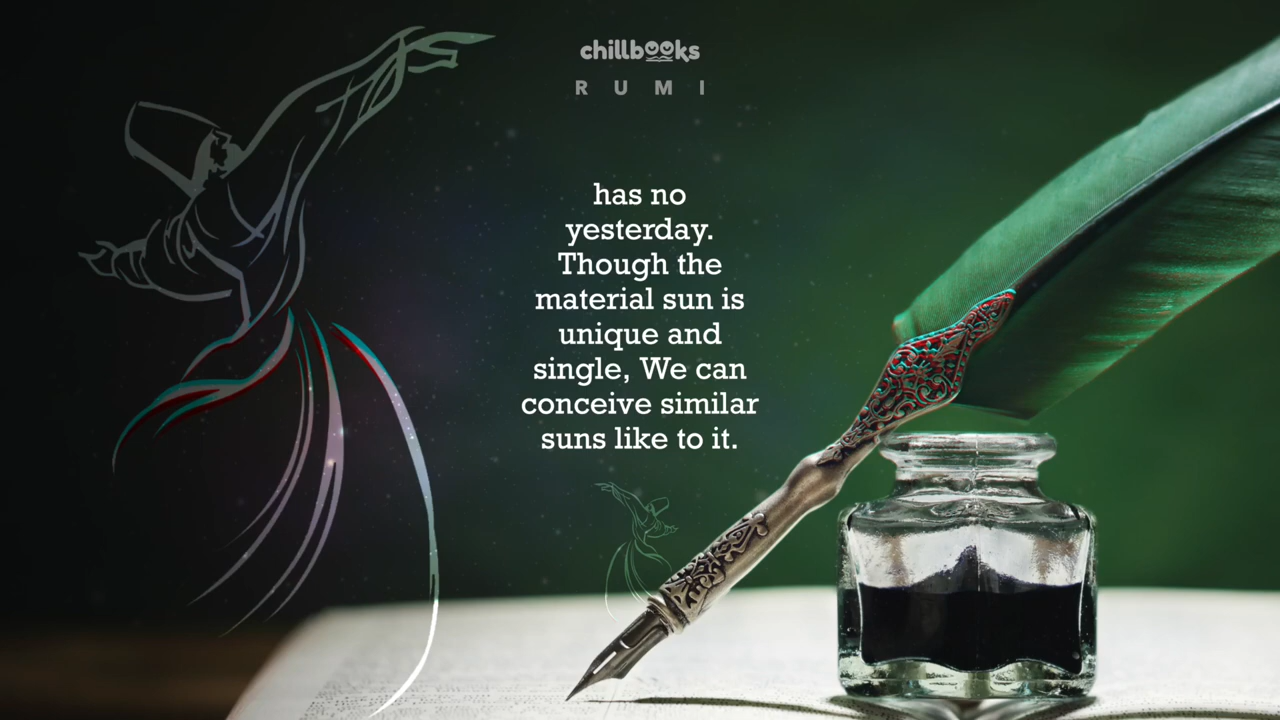 chillbooks
RUMI
has no
yesterday.
Though the
material sun is
unique and
single, We can
conceive similar
suns like to it.